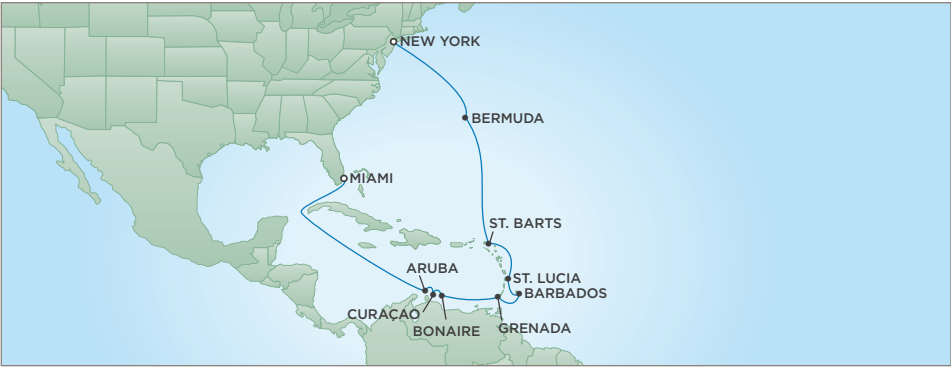 NEW YORK
BERMUDA
MIAMI
ST. BARTS
ARUBA
ST. LUCIA
BARBADOS
CURAÇAO
BONAIRE
GRENADA